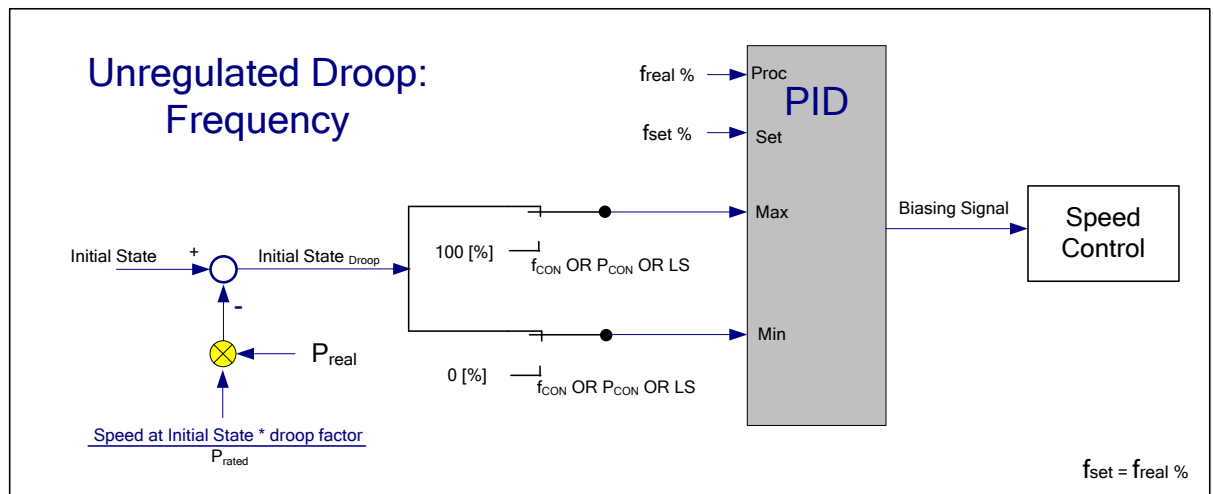 Unregulated Droop:
Frequency
freal %
Proc
PID
fset %
Set
Max
Biasing Signal
Speed
Control
Initial State
+
Initial State Droop
100 [%]
fCON OR PCON OR LS
-
Min
Preal
0 [%]
fCON OR PCON OR LS
Speed at Initial State * droop factor
Prated
fset = freal %